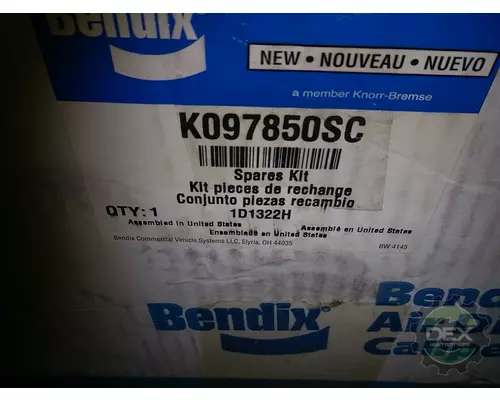 Bendix
NEW • NOUVEAU • NUEVO
a member Knorr-Bremse
K097850SC
Spares Kit
Kit pieces de rechange
Conjunto piezas recambio
QTY: 1
1D1322H
Assembled in United States
Assemblé en United States
Ensamblado en United States
Bendix Commercial Vehicle Systems LLC, Elyria, OH 44035
BW 4145
Bendix
Bendix
Air
DEX